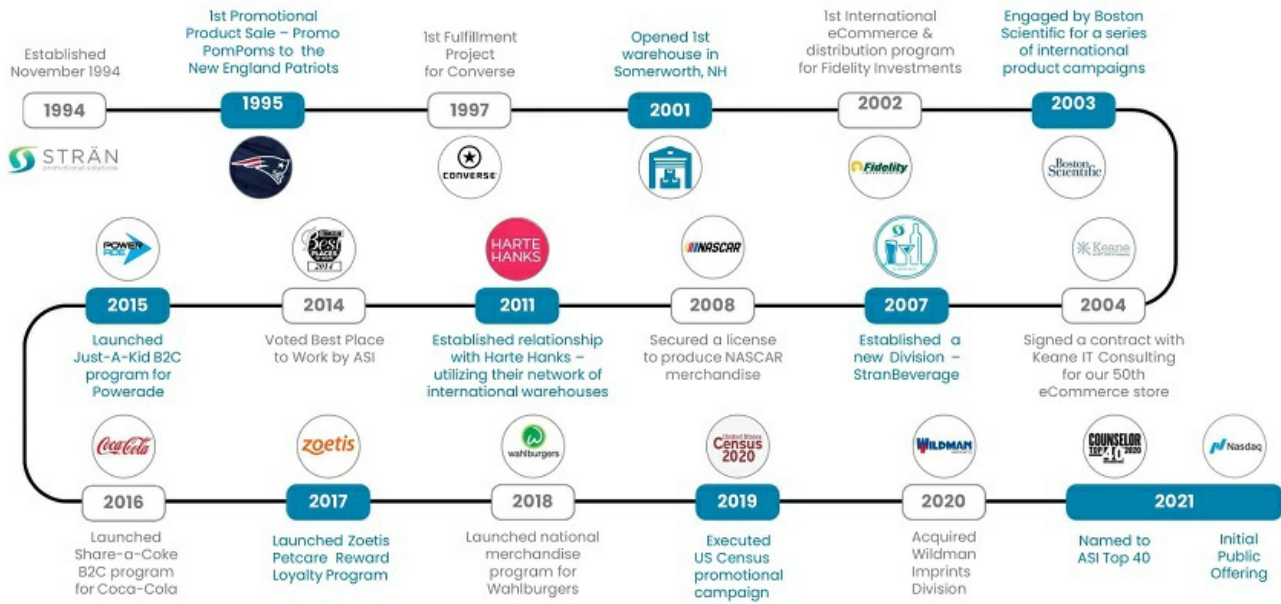 Established
November 1994
1994
STRÄN
promotional solutions
1st Promotional
Product Sale – Promo
PomPoms to the
New England Patriots
1995
1st Fulfillment
Project
for Converse
1997
CONVERSE
Opened 1st
warehouse in
Somerworth, NH
2001
1st International
eCommerce &
distribution program
for Fidelity Investments
2002
Fidelity
INVESTMENTS
Engaged by Boston
Scientific for a series
of international
product campaigns
2003
Boston
Scientific
Keane
2004
Signed a contract with
Keane IT Consulting
for our 50th
eCommerce store
2007
Established a
new Division –
StranBeverage
NASCAR
2008
Secured a license
to produce NASCAR
merchandise
HARTE
HANKS
2011
Established relationship
with Harte Hanks –
utilizing their network of
international warehouses
Best
PLACES
2014
2014
Voted Best Place
to Work by ASI
POWER
ADE
2015
Launched
Just-A-Kid B2C
program for
Powerade
Coca-Cola
2016
Launched
Share-a-Coke
B2C program
for Coca-Cola
zoetis
2017
Launched Zoetis
Petcare Reward
Loyalty Program
wahlburgers
2018
Launched national
merchandise
program for
Wahlburgers
United States
Census
2020
2019
Executed
US Census
promotional
campaign
WILDMAN
2020
Acquired
Wildman
Imprints
Division
COUNSELOR
TOP 40 2020
Nasdaq
2021
Named to
ASI Top 40
Initial
Public
Offering